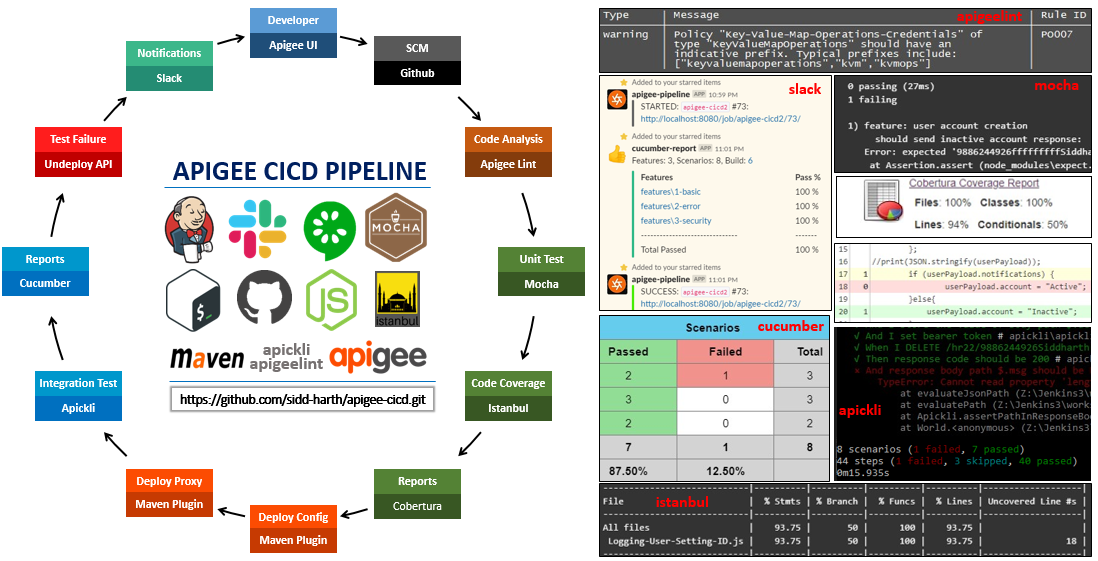 Developer
Apigee UI
SCM
Github
Code Analysis
Apigee Lint
Unit Test
Mocha
Code Coverage
Istanbul
Reports
Cobertura
Deploy Config
Maven Plugin
Deploy Proxy
Maven Plugin
Integration Test
Apickli
Reports
Cucumber
Test Failure
Undeploy API
Notifications
Slack
APIGEE CICD PIPELINE
MOCHA
JS
istanbul
maven
apickli
apigeelint
apigee
https://github.com/sidd-harth/apigee-cicd.git
Type Message Rule ID
apigeelint
warning Policy "Key-Value-Map-Operations-Credentials" of PO007
type "KeyValueMapOperations" should have an
indicative prefix. Typical prefixes include:
["keyvaluemapoperations","kvm","kvmops"]
slack
Added to your starred items
apigee-pipeline APP 10:59 PM
STARTED: apigee-cicd2 #73:
http://localhost:8080/job/apigee-cicd2/73/
Added to your starred items
cucumber-report APP 11:01 PM
Features: 3, Scenarios: 8, Build: 6
Features Pass %
features\1-basic 100 %
features\2-error 100 %
features\3-security 100 %
------------------------------- -------
Total Passed 100 %
Added to your starred items
apigee-pipeline APP 11:01 PM
SUCCESS: apigee-cicd2 #73:
http://localhost:8080/job/apigee-cicd2/73/
mocha
0 passing (27ms)
1 failing
1) feature: user account creation
should send inactive account response:
Error: expected '9886244926fffffffffSiddha
at Assertion.assert (node_modules\expect.
Cobertura Coverage Report
Files: 100% Classes: 100%
Lines: 94% Conditionals: 50%
15 };
16 //print(JSON.stringify(userPayload));
17 1 if (userPayload.notifications) {
18 0 userPayload.account = "Active";
19 }else{
20 1 userPayload.account = "Inactive";
Scenarios cucumber
Passed Failed Total
2 1 3
3 0 3
2 0 2
7 1 8
87.50% 12.50%
apickli
√ And I set bearer token # apickli\apickl
√ When I DELETE /hr22/9886244926Siddharth
√ Then response code should be 200 # apic
× And response body path $.msg should be
TypeError: Cannot read property 'leng
at evaluateJsonPath (Z:\Jenkins3\w
at evaluatePath (Z:\Jenkins3\works
at Apickli.assertPathInResponseBod
at World.<anonymous> (Z:\Jenkins3\
8 scenarios (1 failed, 7 passed)
44 steps (1 failed, 3 skipped, 40 passed)
0m15.935s
istanbul
File % Stmts % Branch % Funcs % Lines Uncovered Line #s
All files 93.75 50 100 93.75
Logging-User-Setting-ID.js 93.75 50 100 93.75 18